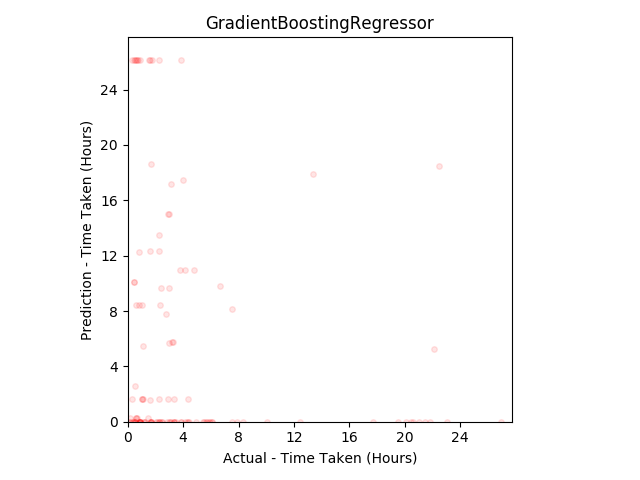 GradientBoostingRegressor
Prediction - Time Taken (Hours)
24
20
16
12
8
4
0
0 4 8 12 16 20 24
Actual - Time Taken (Hours)